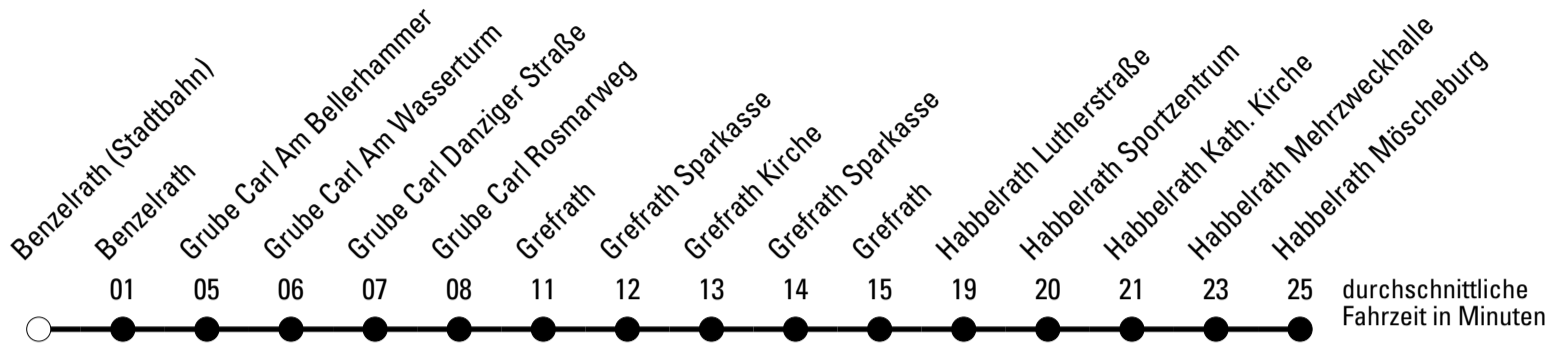 Benzelrath (Stadtbahn)
Benzelrath
Grube Carl Am Bellerhammer
Grube Carl Am Wasserturm
Grube Carl Danziger Straße
Grube Carl Rosmarweg
Grefrath
Grefrath Sparkasse
Grefrath Kirche
Grefrath Sparkasse
Grefrath
Habbelrath Lutherstraße
Habbelrath Sportzentrum
Habbelrath Kath. Kirche
Habbelrath Mehrzweckhalle
Habbelrath Möscheburg
01 05 06 07 08 11 12 13 14 15 19 20 21 23 25 durchschnittliche
Fahrzeit in Minuten